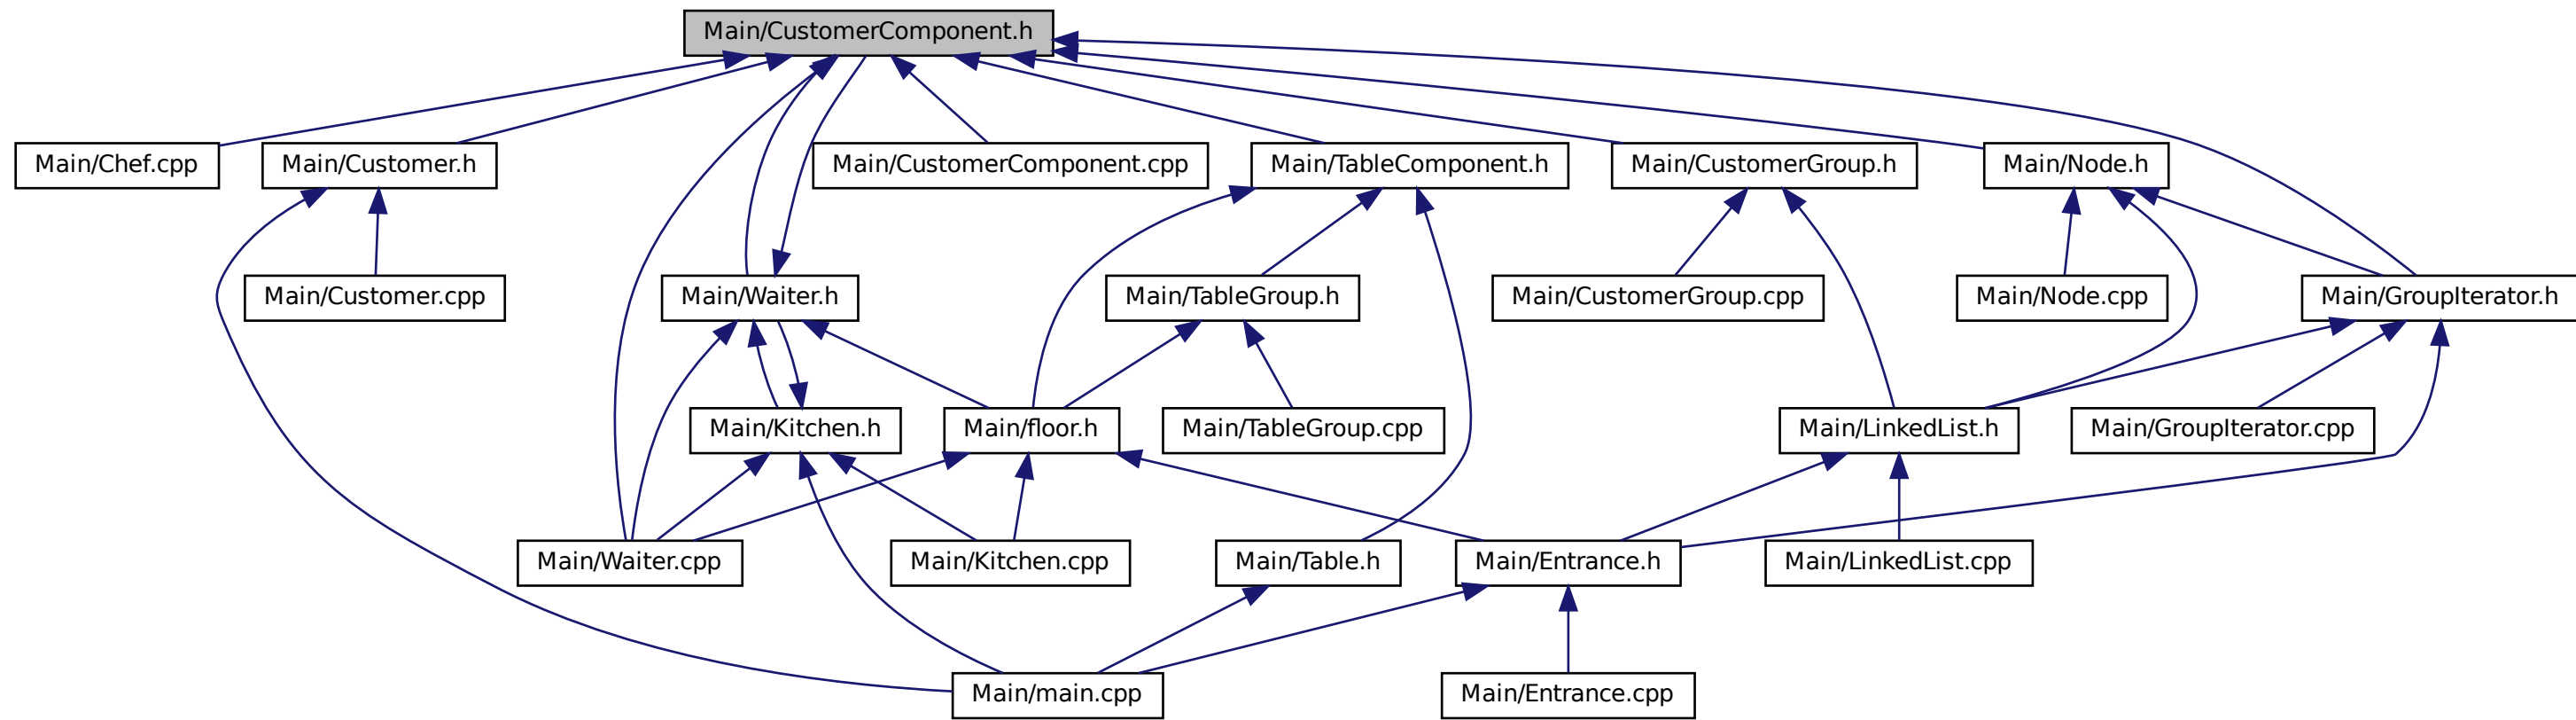 Main/CustomerComponent.h
Main/Chef.cpp
Main/Customer.h
Main/CustomerComponent.cpp
Main/TableComponent.h
Main/CustomerGroup.h
Main/Node.h
Main/Customer.cpp
Main/Waiter.h
Main/TableGroup.h
Main/CustomerGroup.cpp
Main/Node.cpp
Main/GroupIterator.h
Main/Kitchen.h
Main/floor.h
Main/TableGroup.cpp
Main/LinkedList.h
Main/GroupIterator.cpp
Main/Waiter.cpp
Main/Kitchen.cpp
Main/Table.h
Main/Entrance.h
Main/LinkedList.cpp
Main/main.cpp
Main/Entrance.cpp